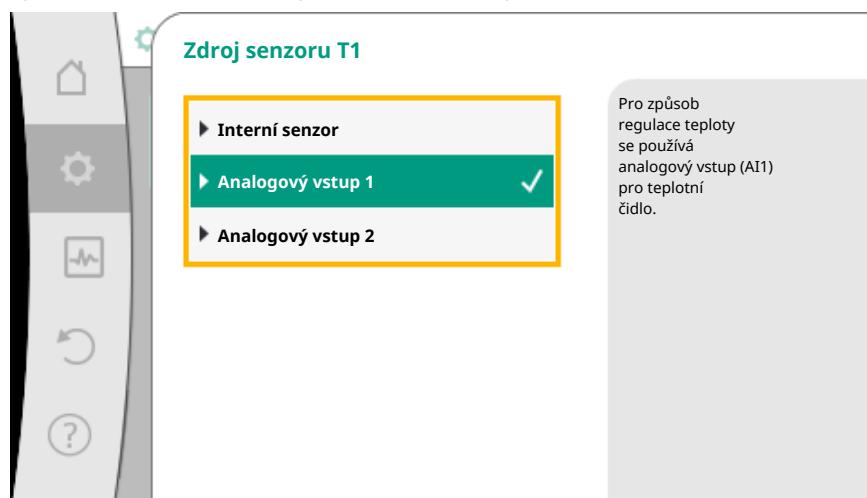 Zdroj senzoru T1
Interní senzor
Analogový vstup 1
Analogový vstup 2
Pro způsob
regulace teploty
se používá
analogový vstup (AI1)
pro teplotní
čidlo.
?